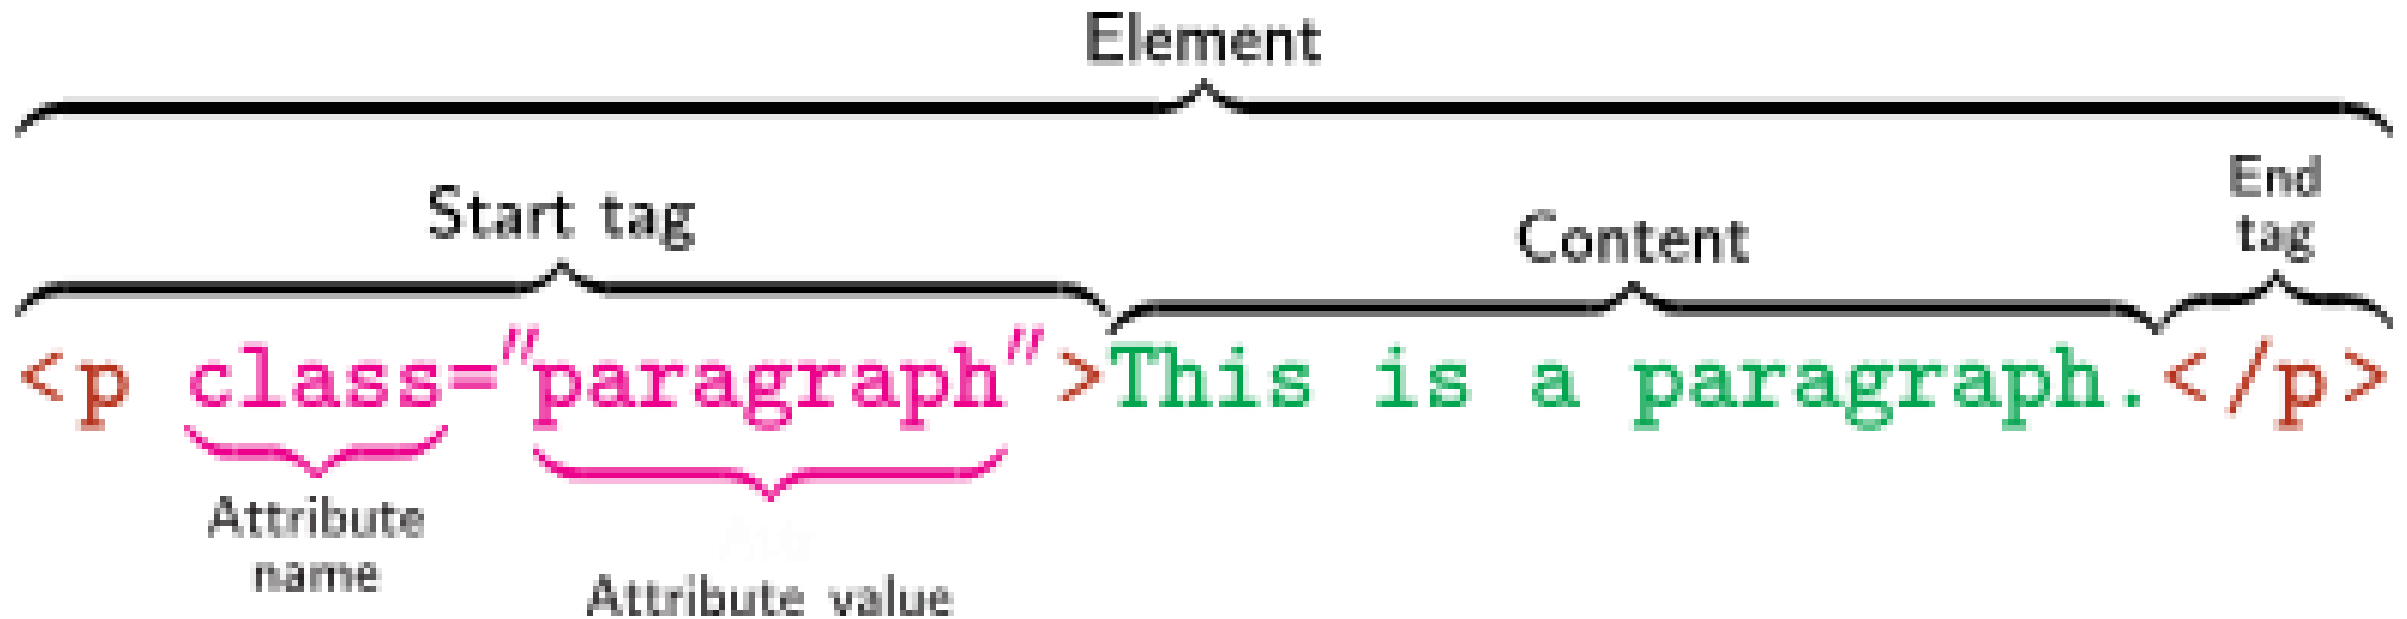 Element
Start tag
Content
End
tag
<p class="paragraph">This is a paragraph.</p>
Attribute
name
Attribute value